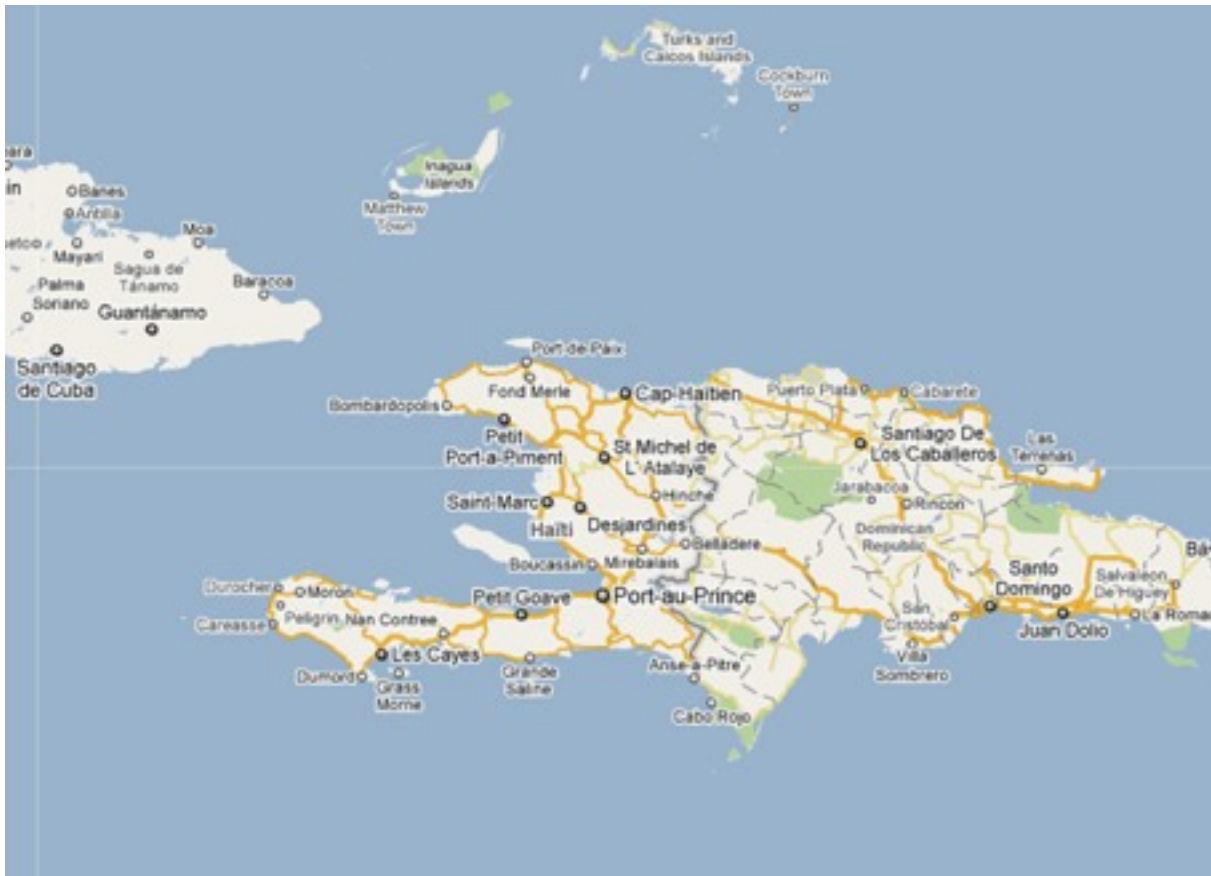 Turks and
Caicos Islands
Cockburn
Town
Inagua
Islands
Matthew
Town
Banes
Antilla
Moa
Mayarí
Sagua de
Tánamo
Baracoa
Palma
Soriano
Guantánamo
Santiago
de Cuba
Port-de-Paix
Fond Merle
Cap-Haïtien
Puerto Plata
Cabarete
Bombardopolis
Petit
Port-a-Piment
St Michel de
L' Atalaye
Santiago De
Los Caballeros
Las
Terrenas
Jarabacoa
Rincon
Saint-Marc
Hinche
Haïti
Desjardines
Dominican
Republic
Belladere
Boucassin
Mirebalais
Santo
Domingo
Salvaleon
De Higuey
Durocher
Moron
Petit Goave
Port-au-Prince
Peligrin
Nan Contree
San
Cristóbal
Juan Dolio
La Roman
Careasse
Les Cayes
Villa
Sombrero
Dumord
Grass
Morne
Grande
Saline
Anse-a-Pitre
Cabo Rojo